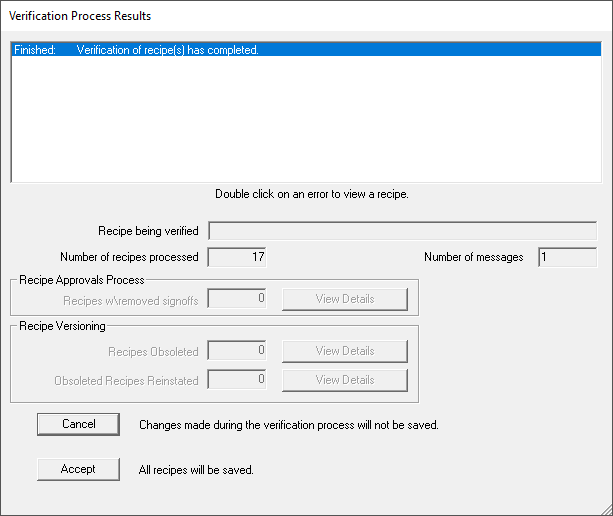 Verification Process Results
Finished: Verification of recipe(s) has completed.
Double click on an error to view a recipe.
Recipe being verified
Number of recipes processed 17 Number of messages 1
Recipe Approvals Process
Recipes w\removed signoffs 0 View Details
Recipe Versioning
Recipes Obsoleted 0 View Details
Obsoleted Recipes Reinstated 0 View Details
Cancel Changes made during the verification process will not be saved.
Accept All recipes will be saved.